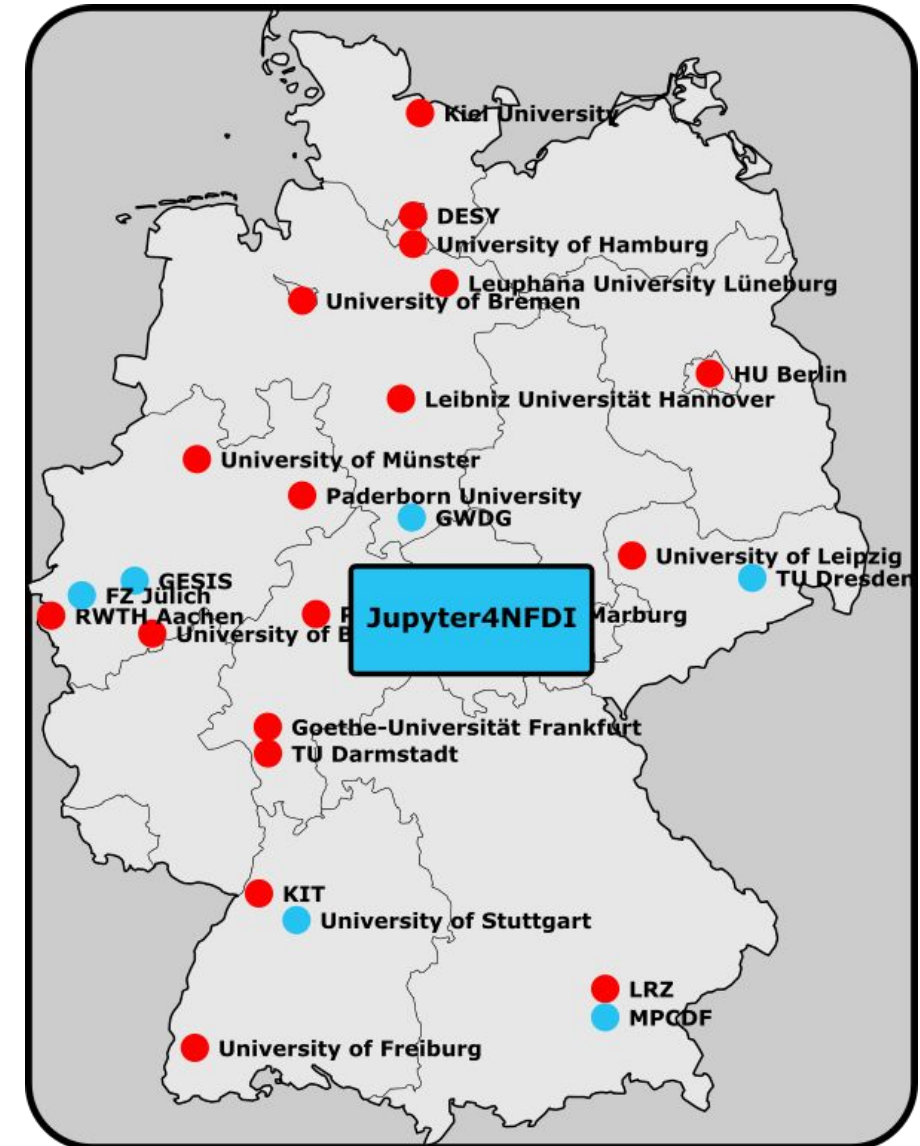 Kiel University
DESY
University of Hamburg
Leuphana University Lüneburg
University of Bremen
HU Berlin
Leibniz Universität Hannover
University of Münster
Paderborn University
GWDG
University of Leipzig
TU Dresden
GESIS
FZ Jülich
RWTH Aachen
Jupyter4NFDI
Marburg
University of
Goethe-Universität Frankfurt
TU Darmstadt
KIT
University of Stuttgart
LRZ
MPCDF
University of Freiburg